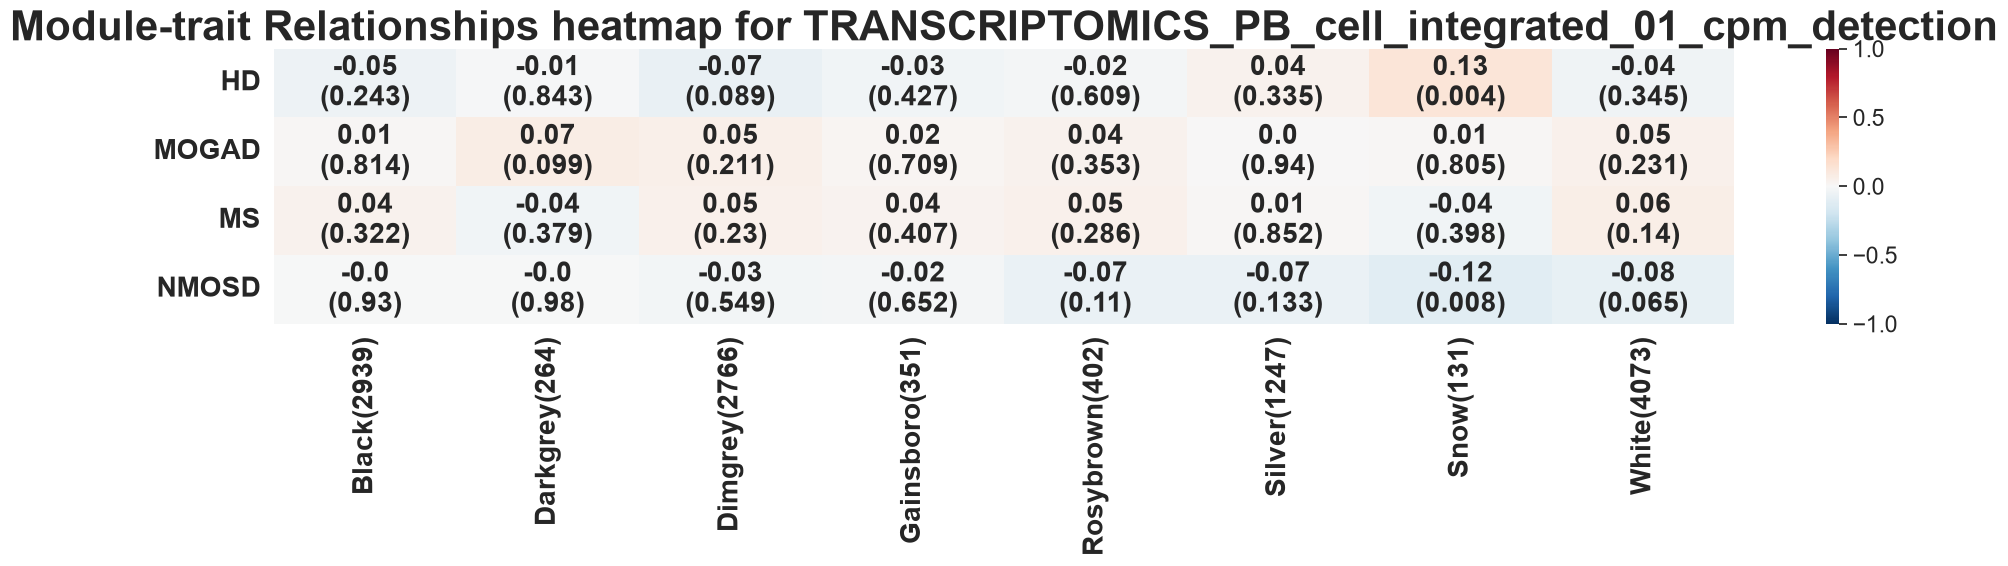 Module-trait Relationships heatmap for TRANSCRIPTOMICS_PB_cell_integrated_01_cpm_detection
HD
-0.05 -0.01 -0.07 -0.03 -0.02 0.04 0.13 -0.04
(0.243) (0.843) (0.089) (0.427) (0.609) (0.335) (0.004) (0.345)
MOGAD
0.01 0.07 0.05 0.02 0.04 0.0 0.01 0.05
(0.814) (0.099) (0.211) (0.709) (0.353) (0.94) (0.805) (0.231)
MS
0.04 -0.04 0.05 0.04 0.05 0.01 -0.04 0.06
(0.322) (0.379) (0.23) (0.407) (0.286) (0.852) (0.398) (0.14)
NMOSD
-0.0 -0.0 -0.03 -0.02 -0.07 -0.07 -0.12 -0.08
(0.93) (0.98) (0.549) (0.652) (0.11) (0.133) (0.008) (0.065)
Black(2939)
Darkgrey(264)
Dimgrey(2766)
Gainsboro(351)
Rosybrown(402)
Silver(1247)
Snow(131)
White(4073)
1.0
0.5
0.0
−0.5
−1.0